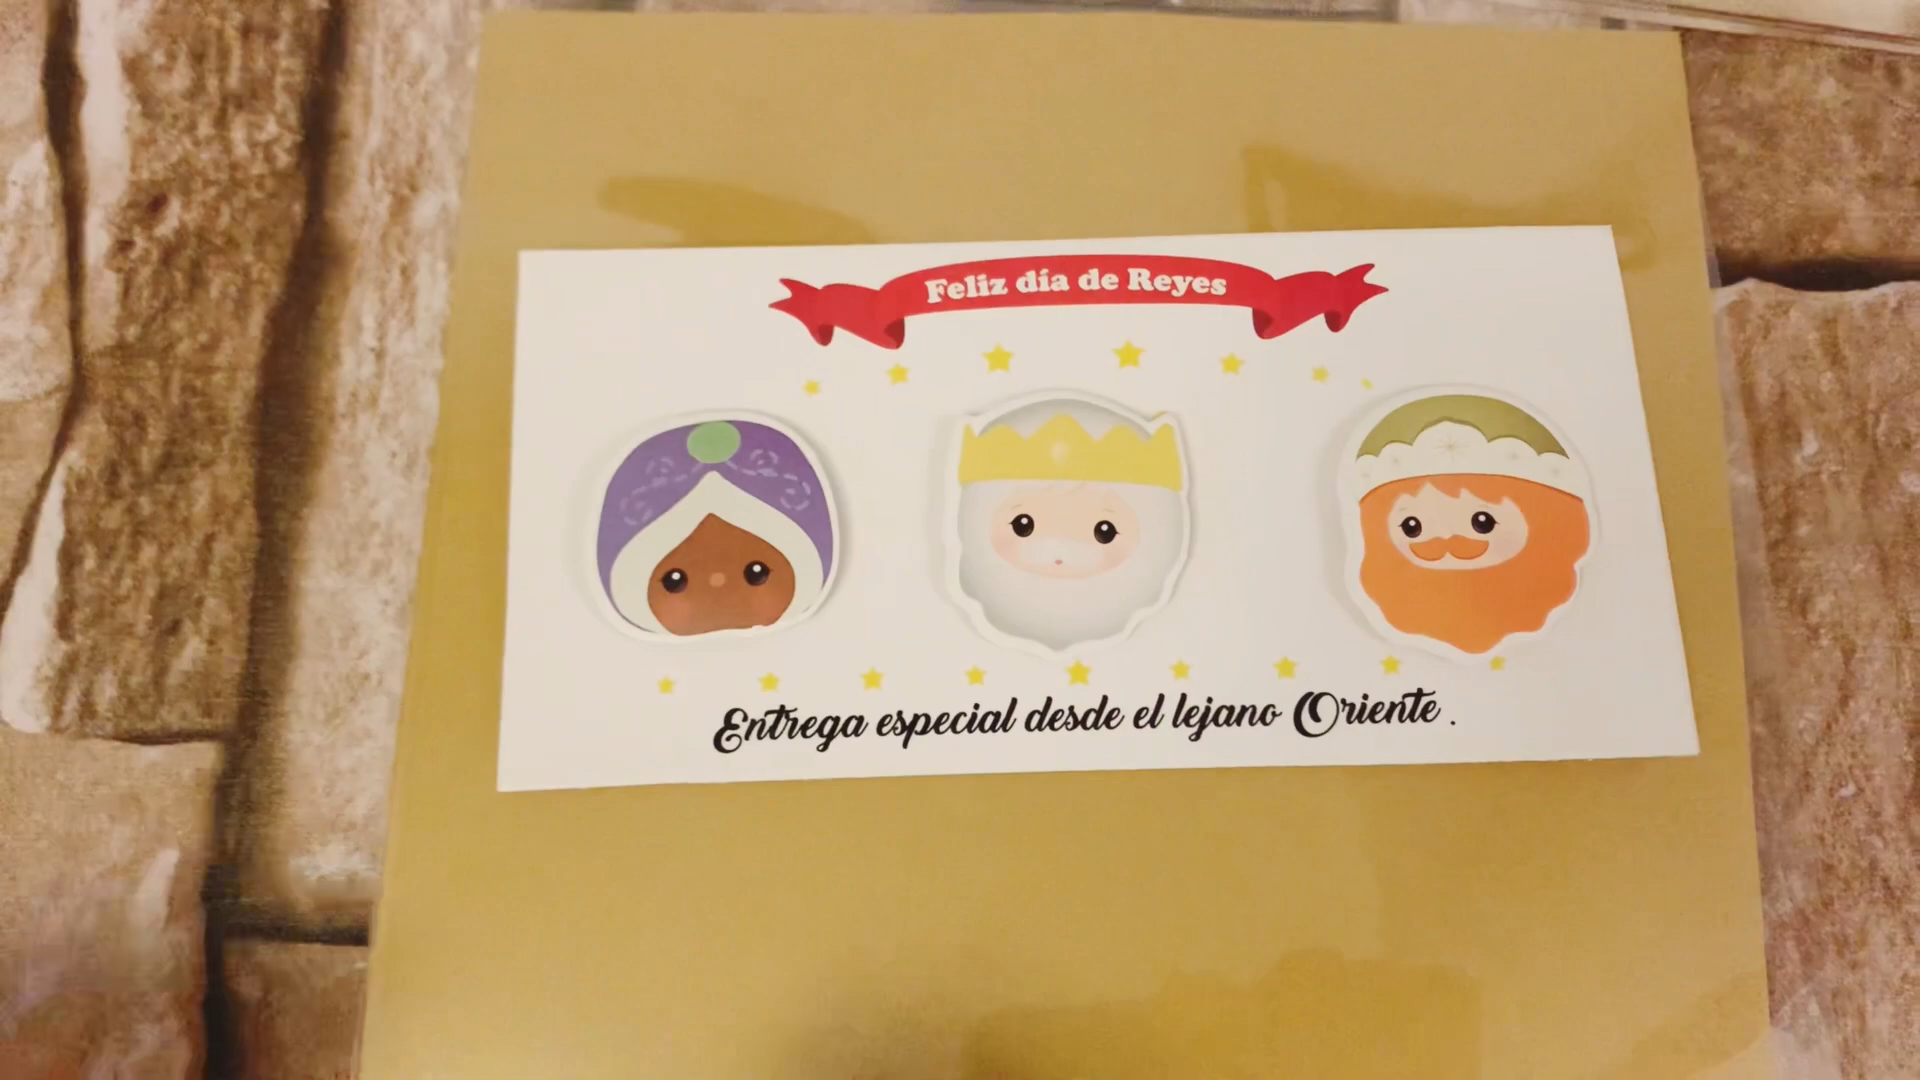 Feliz día de Reyes
Entrega especial desde el lejano Oriente .